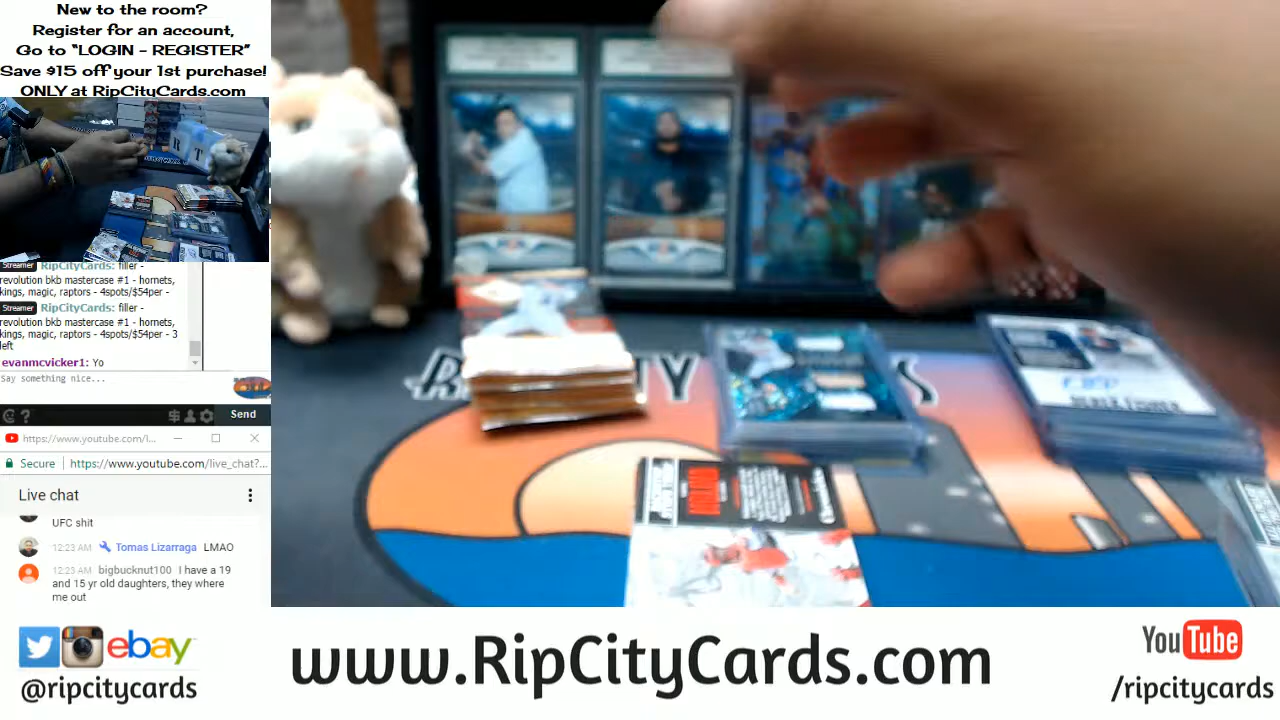 New to the room?
Register for an account,
Go to “LOGIN - REGISTER”
Save $15 off your 1st purchase!
ONLY at RipCityCards.com
Streamer RipCityCards: filler -
revolution bkb mastercase #1 - hornets,
kings, magic, raptors - 4spots/$54per -
Streamer RipCityCards: filler -
revolution bkb mastercase #1 - hornets,
kings, magic, raptors - 4spots/$54per - 3
left
evanmcvicker1: Yo
Say something nice...
Send
https://www.youtube.com/l...
Secure
https://www.youtube.com/live_chat?...
Live chat
UFC shit
12:23 AM Tomas Lizarraga LMAO
12:23 AM bigbucknut100 I have a 19
and 15 yr old daughters, they where
me out
ebay
@ripcitycards
www.RipCityCards.com
YouTube
/ripcitycards